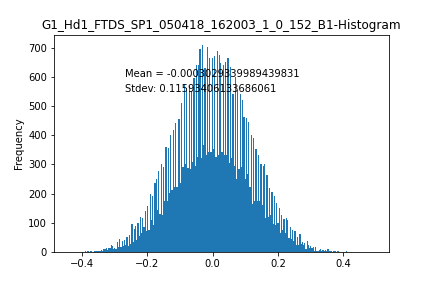 G1_Hd1_FTDS_SP1_050418_162003_1_0_152_B1-Histogram
700
Mean = -0.0003029339989439831
600
Stdev: 0.11593406133686061
500
400
Frequency
300
200
100
0
−0.4 −0.2 0.0 0.2 0.4